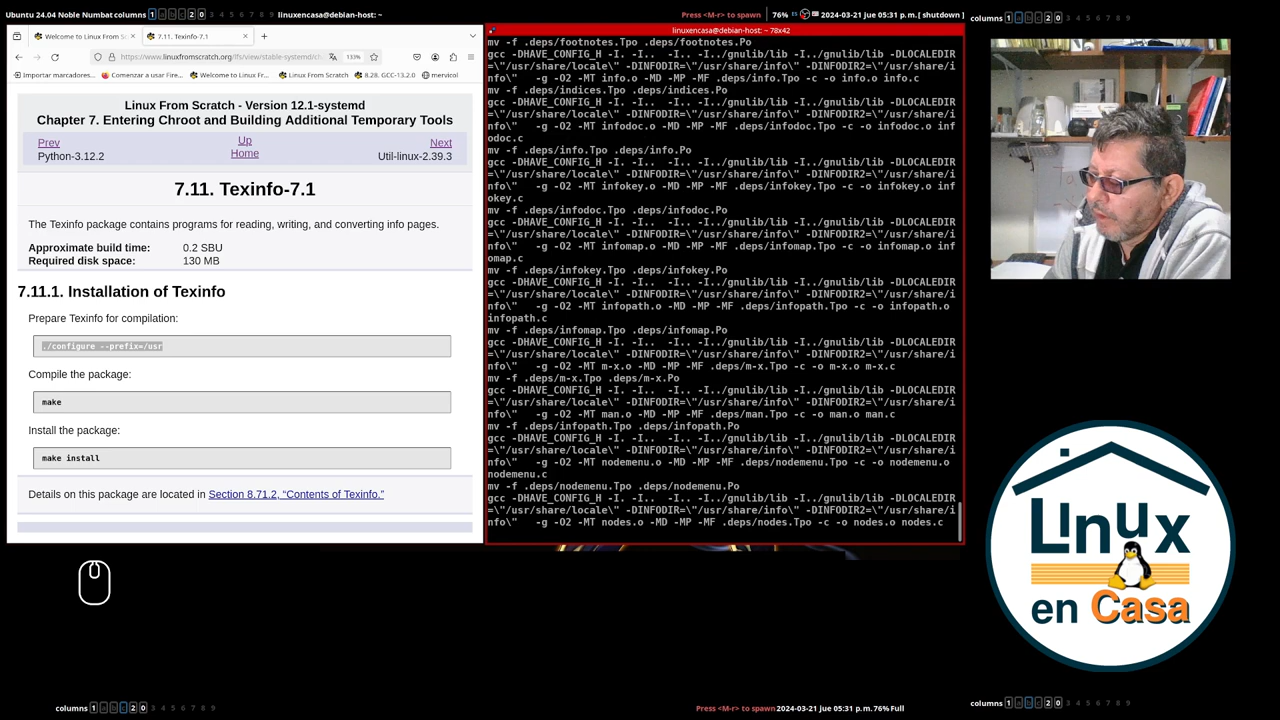 Ubuntu 24.04 Noble Numbat columns 1 a b c 2 0 3 4 5 6 7 8 9 linuxencasa@debian-host: ~
Press <M-r> to spawn 76% ES 2024-03-21 jue 05:31 p.m. [ shutdown ]
columns 1 a b c 2 0 3 4 5 6 7 8 9
Welcome to Linux From S
7.11. Texinfo-7.1
https://www.linuxfromscratch.org/lfs/view/stable-systemd/c
133%
Importar marcadores...
Comenzar a usar Fire...
Welcome to Linux Fr...
Linux From Scratch
8.28. GCC-13.2.0
mervicol
Linux From Scratch - Version 12.1-systemd
Chapter 7. Entering Chroot and Building Additional Temporary Tools
Prev
Up
Next
Python-3.12.2
Home
Util-linux-2.39.3
7.11. Texinfo-7.1
The Texinfo package contains programs for reading, writing, and converting info pages.
Approximate build time: 0.2 SBU
Required disk space: 130 MB
7.11.1. Installation of Texinfo
Prepare Texinfo for compilation:
./configure --prefix=/usr
Compile the package:
make
Install the package:
make install
Details on this package are located in Section 8.71.2, “Contents of Texinfo.”
linuxencasa@debian-host: ~ 78x42
mv -f .deps/footnotes.Tpo .deps/footnotes.Po
gcc -DHAVE_CONFIG_H -I. -I.. -I../gnulib/lib -I../gnulib/lib -DLOCALEDIR
=\"/usr/share/locale\" -DINFODIR=\"/usr/share/info\" -DINFODIR2=\"/usr/share/i
nfo\" -g -O2 -MT info.o -MD -MP -MF .deps/info.Tpo -c -o info.o info.c
mv -f .deps/indices.Tpo .deps/indices.Po
gcc -DHAVE_CONFIG_H -I. -I.. -I../gnulib/lib -I../gnulib/lib -DLOCALEDIR
=\"/usr/share/locale\" -DINFODIR=\"/usr/share/info\" -DINFODIR2=\"/usr/share/i
nfo\" -g -O2 -MT infodoc.o -MD -MP -MF .deps/infodoc.Tpo -c -o infodoc.o inf
odoc.c
mv -f .deps/info.Tpo .deps/info.Po
gcc -DHAVE_CONFIG_H -I. -I.. -I../gnulib/lib -I../gnulib/lib -DLOCALEDIR
=\"/usr/share/locale\" -DINFODIR=\"/usr/share/info\" -DINFODIR2=\"/usr/share/i
nfo\" -g -O2 -MT infokey.o -MD -MP -MF .deps/infokey.Tpo -c -o infokey.o inf
okey.c
mv -f .deps/infodoc.Tpo .deps/infodoc.Po
gcc -DHAVE_CONFIG_H -I. -I.. -I../gnulib/lib -I../gnulib/lib -DLOCALEDIR
=\"/usr/share/locale\" -DINFODIR=\"/usr/share/info\" -DINFODIR2=\"/usr/share/i
nfo\" -g -O2 -MT infomap.o -MD -MP -MF .deps/infomap.Tpo -c -o infomap.o inf
omap.c
mv -f .deps/infokey.Tpo .deps/infokey.Po
gcc -DHAVE_CONFIG_H -I. -I.. -I../gnulib/lib -I../gnulib/lib -DLOCALEDIR
=\"/usr/share/locale\" -DINFODIR=\"/usr/share/info\" -DINFODIR2=\"/usr/share/i
nfo\" -g -O2 -MT infopath.o -MD -MP -MF .deps/infopath.Tpo -c -o infopath.o
infopath.c
mv -f .deps/infomap.Tpo .deps/infomap.Po
gcc -DHAVE_CONFIG_H -I. -I.. -I../gnulib/lib -I../gnulib/lib -DLOCALEDIR
=\"/usr/share/locale\" -DINFODIR=\"/usr/share/info\" -DINFODIR2=\"/usr/share/i
nfo\" -g -O2 -MT m-x.o -MD -MP -MF .deps/m-x.Tpo -c -o m-x.o m-x.c
mv -f .deps/m-x.Tpo .deps/m-x.Po
gcc -DHAVE_CONFIG_H -I. -I.. -I../gnulib/lib -I../gnulib/lib -DLOCALEDIR
=\"/usr/share/locale\" -DINFODIR=\"/usr/share/info\" -DINFODIR2=\"/usr/share/i
nfo\" -g -O2 -MT man.o -MD -MP -MF .deps/man.Tpo -c -o man.o man.c
mv -f .deps/infopath.Tpo .deps/infopath.Po
gcc -DHAVE_CONFIG_H -I. -I.. -I../gnulib/lib -I../gnulib/lib -DLOCALEDIR
=\"/usr/share/locale\" -DINFODIR=\"/usr/share/info\" -DINFODIR2=\"/usr/share/i
nfo\" -g -O2 -MT nodemenu.o -MD -MP -MF .deps/nodemenu.Tpo -c -o nodemenu.o
nodemenu.c
mv -f .deps/nodemenu.Tpo .deps/nodemenu.Po
gcc -DHAVE_CONFIG_H -I. -I.. -I../gnulib/lib -I../gnulib/lib -DLOCALEDIR
=\"/usr/share/locale\" -DINFODIR=\"/usr/share/info\" -DINFODIR2=\"/usr/share/i
nfo\" -g -O2 -MT nodes.o -MD -MP -MF .deps/nodes.Tpo -c -o nodes.o nodes.c
Linux
en Casa
columns 1 a b c 2 0 3 4 5 6 7 8 9
Press <M-r> to spawn 2024-03-21 jue 05:31 p.m. 76% Full
columns 1 a b c 2 0 3 4 5 6 7 8 9